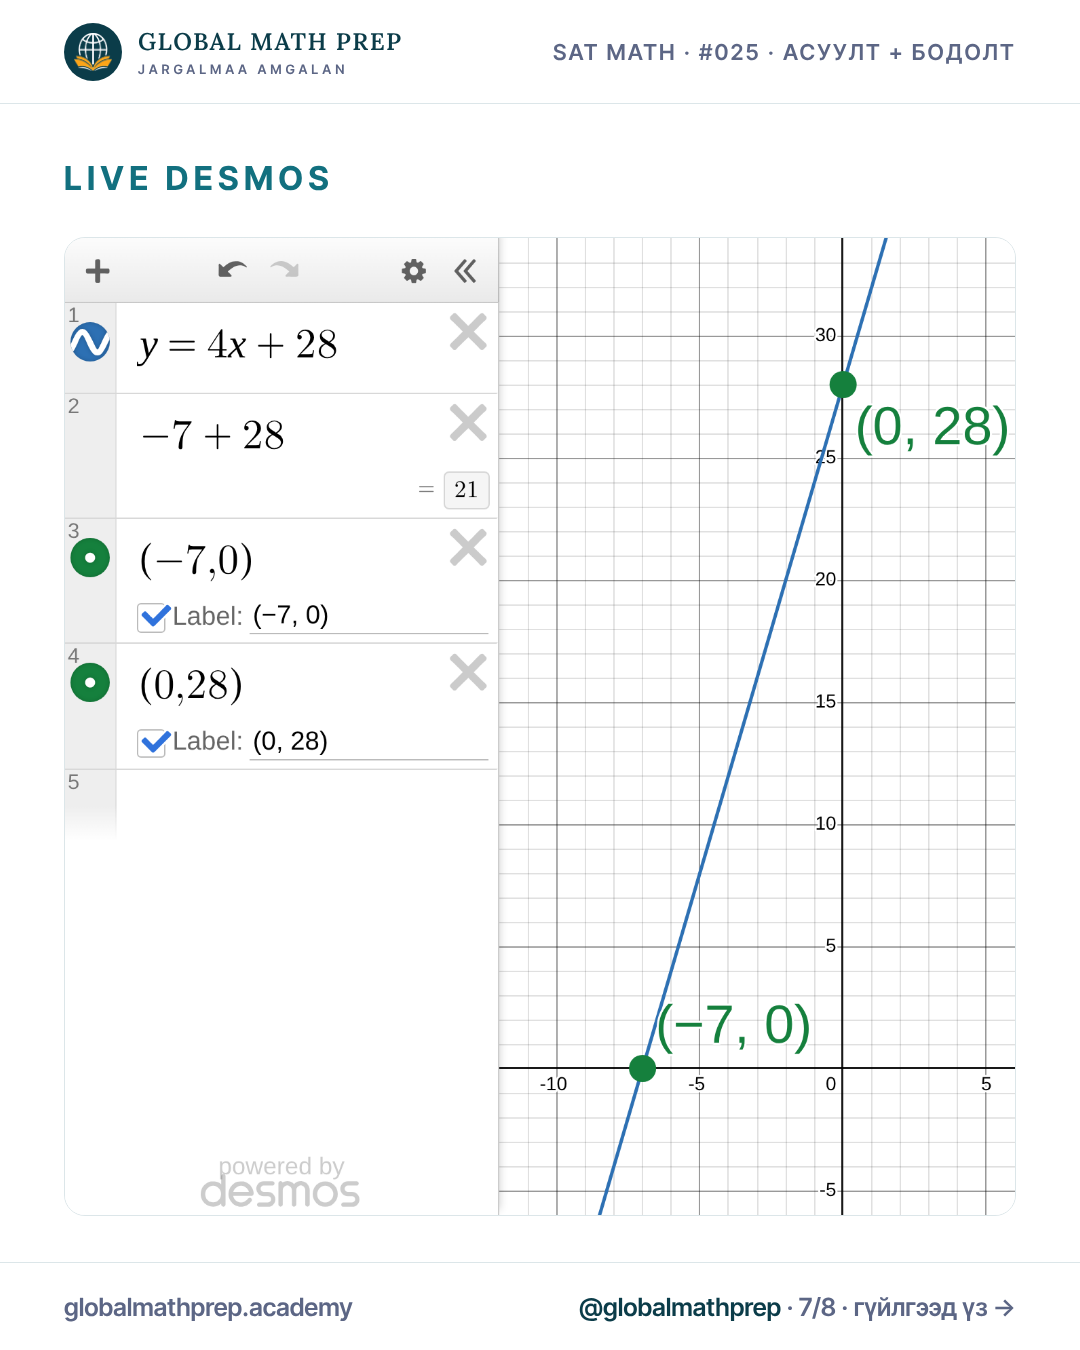 GLOBAL MATH PREP
JARGALMAA AMGALAN
SAT MATH · #025 · АСУУЛТ + БОДОЛТ
LIVE DESMOS
1
y = 4x + 28
2
−7 + 28
= 21
3
(−7,0)
Label: (−7, 0)
4
(0,28)
Label: (0, 28)
5
powered by
desmos
30
(0, 28)
25
20
15
10
5
(−7, 0)
-10
-5
0
5
-5
globalmathprep.academy
@globalmathprep · 7/8 · гүйлгээд үз →